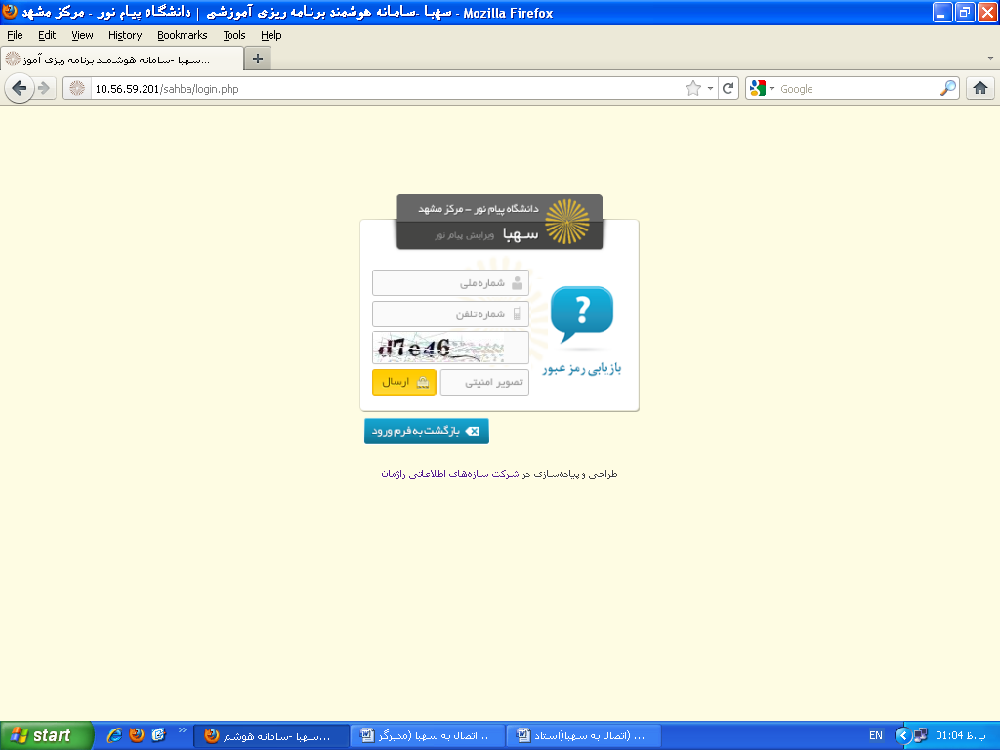 سهبا -سامانه هوشمند برنامه ریزی آموزشی | دانشگاه پیام نور - مرکز مشهد - Mozilla Firefox
File Edit View History Bookmarks Tools Help
سهبا -سامانه هوشمند برنامه ریزی آموز...
10.56.59.201/sahba/login.php
Google
دانشگاه پیام نور - مرکز مشهد
سهبا ویرایش پیام نور
شماره ملی
شماره تلفن
?
d7e46
بازیابی رمز عبور
تصویر امنیتی
ارسال
بازگشت به فرم ورود
طراحی و پیاده‌سازی در شرکت سازه‌های اطلاعاتی راژمان
start
سهبا -سامانه هوشم...
اتصال به سهبا (مدیرگر...
اتصال به سهبا(استاد) ...
EN
01:04 ب.ظ